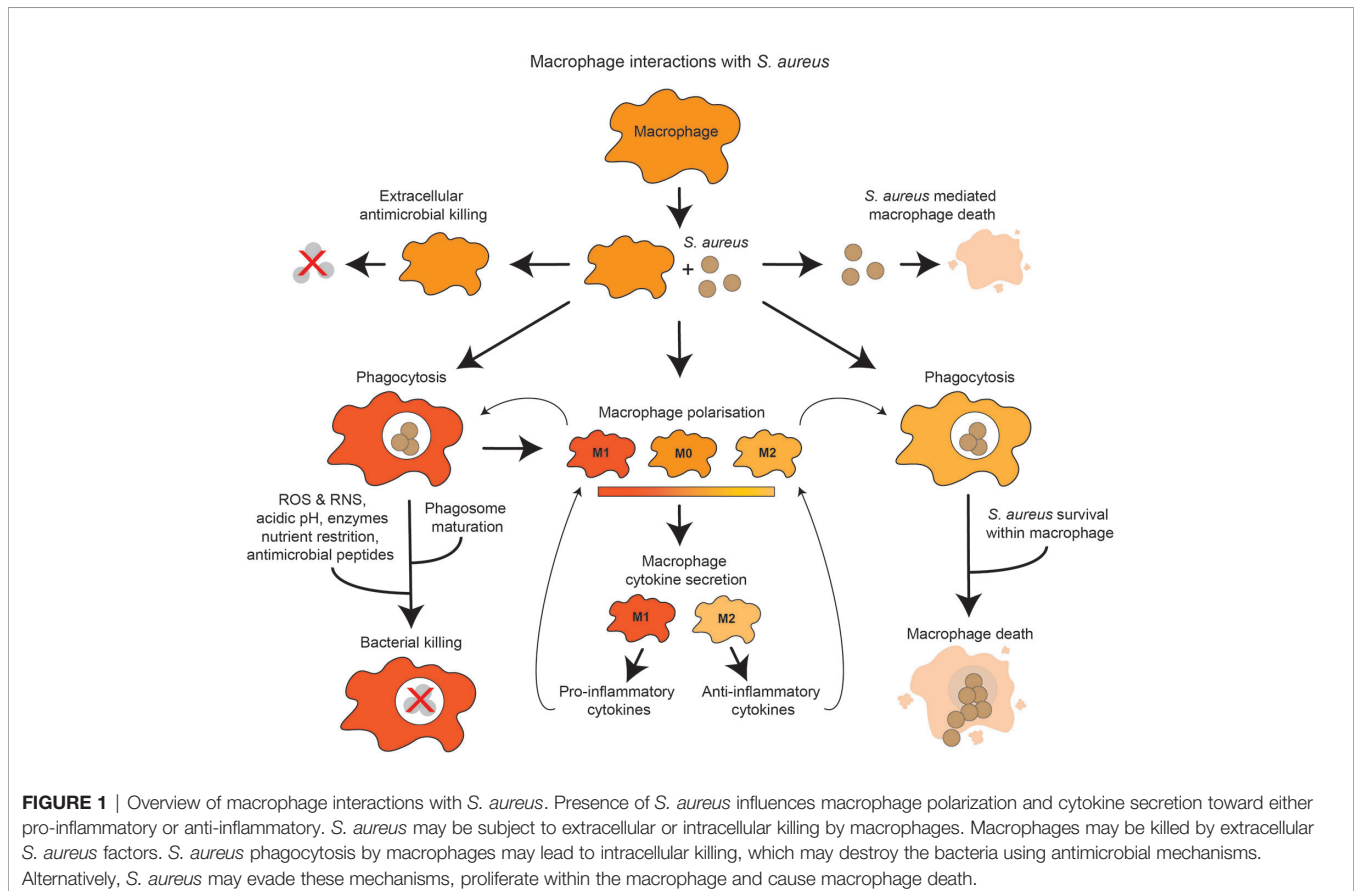 Macrophage interactions with S. aureus
Macrophage
Extracellular
antimicrobial killing
S. aureus mediated
macrophage death
S. aureus
+
Phagocytosis
Macrophage polarisation
Phagocytosis
M1
M0
M2
ROS & RNS,
acidic pH, enzymes
nutrient restrition,
antimicrobial peptides
Phagosome
maturation
S. aureus survival
within macrophage
Macrophage
cytokine secretion
M1
M2
Bacterial killing
Macrophage death
Pro-inflammatory
cytokines
Anti-inflammatory
cytokines
FIGURE 1 | Overview of macrophage interactions with S. aureus. Presence of S. aureus influences macrophage polarization and cytokine secretion toward either
pro-inflammatory or anti-inflammatory. S. aureus may be subject to extracellular or intracellular killing by macrophages. Macrophages may be killed by extracellular
S. aureus factors. S. aureus phagocytosis by macrophages may lead to intracellular killing, which may destroy the bacteria using antimicrobial mechanisms.
Alternatively, S. aureus may evade these mechanisms, proliferate within the macrophage and cause macrophage death.